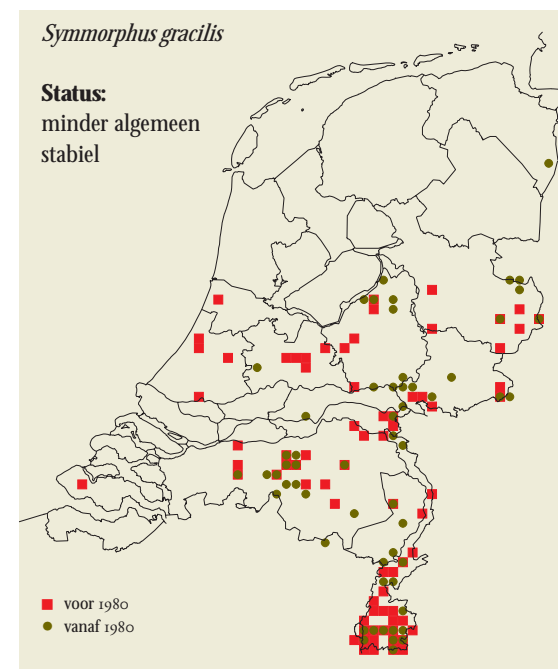 Symmorphus gracilis
Status:
minder algemeen
stabiel
voor 1980
vanaf 1980